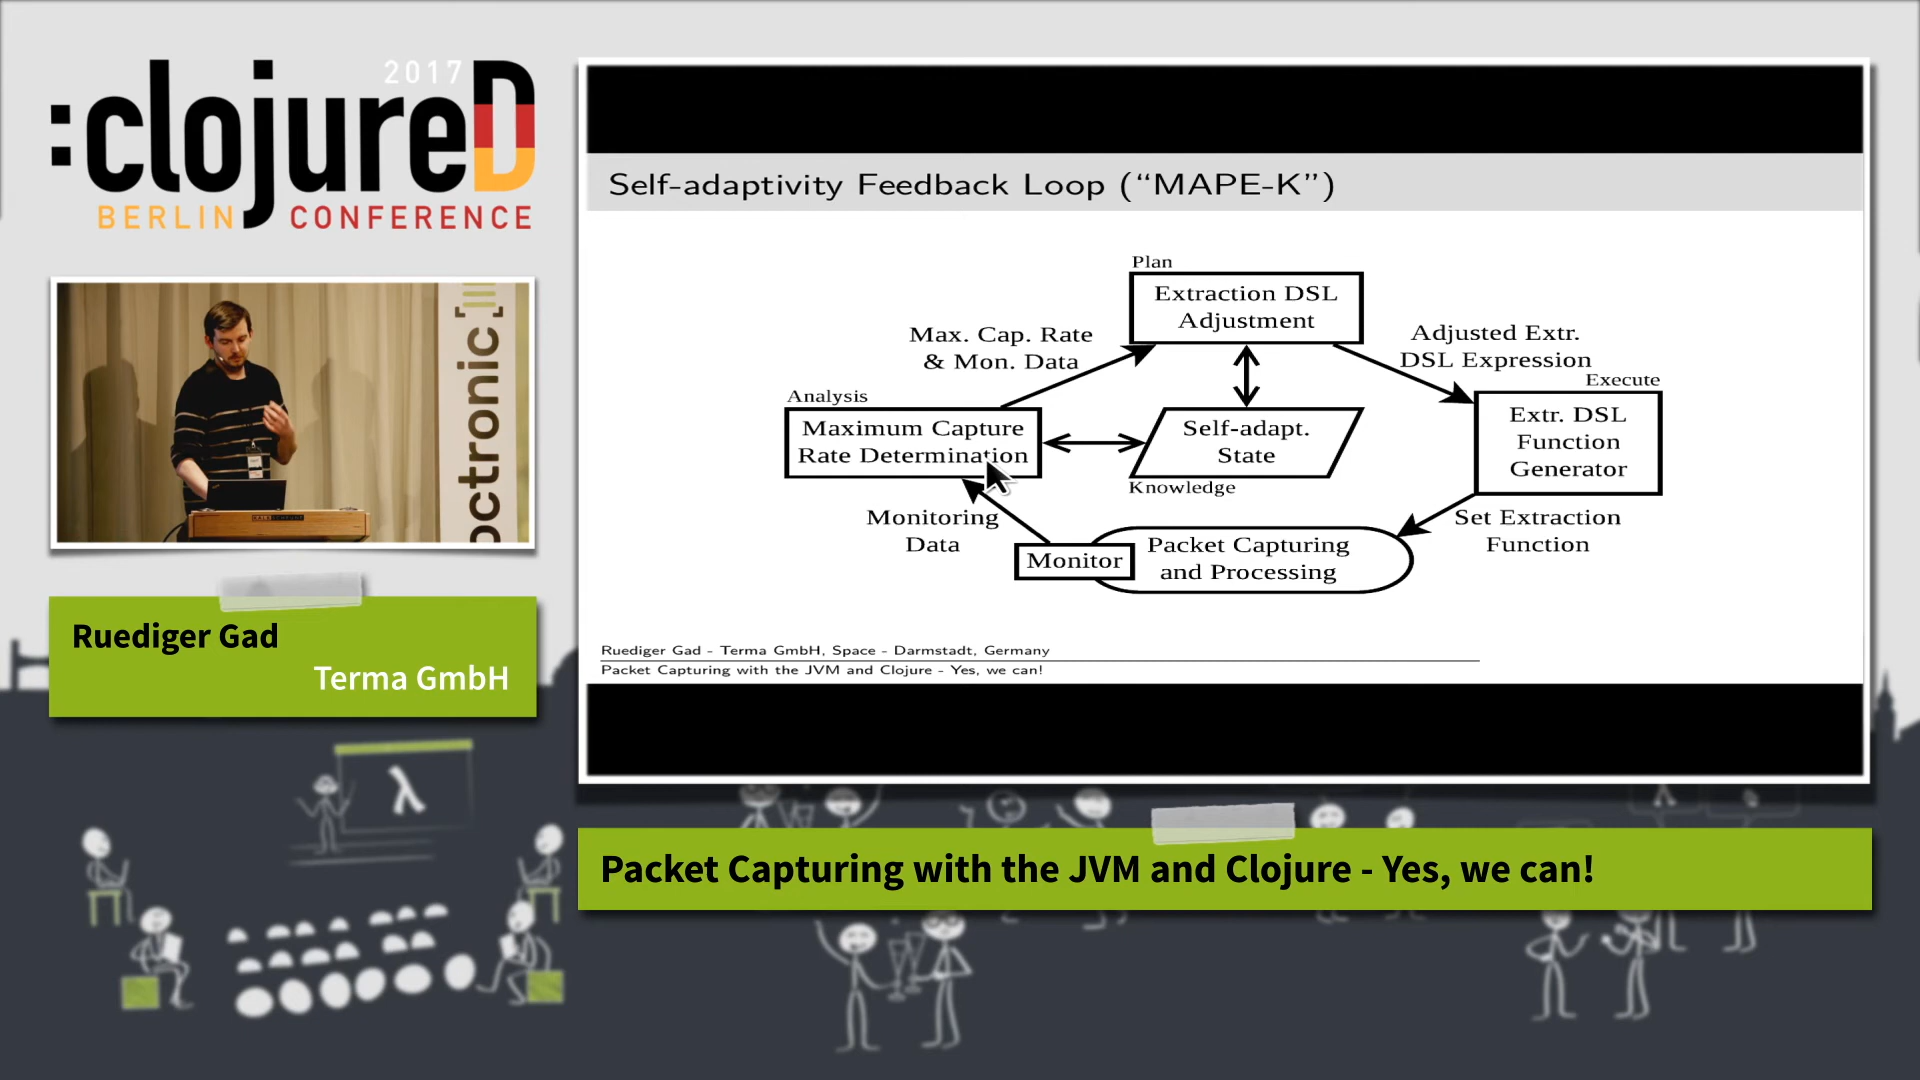 2017
:clojureD
BERLIN CONFERENCE
octronic
Ruediger Gad
Terma GmbH
Self-adaptivity Feedback Loop (“MAPE-K”)
Plan
Extraction DSL
Adjustment
Max. Cap. Rate
& Mon. Data
Adjusted Extr.
DSL Expression
Analysis
Maximum Capture
Rate Determination
Self-adapt.
State
Knowledge
Execute
Extr. DSL
Function
Generator
Monitoring
Data
Monitor
Packet Capturing
and Processing
Set Extraction
Function
Ruediger Gad - Terma GmbH, Space - Darmstadt, Germany
Packet Capturing with the JVM and Clojure - Yes, we can!
λ
Packet Capturing with the JVM and Clojure - Yes, we can!